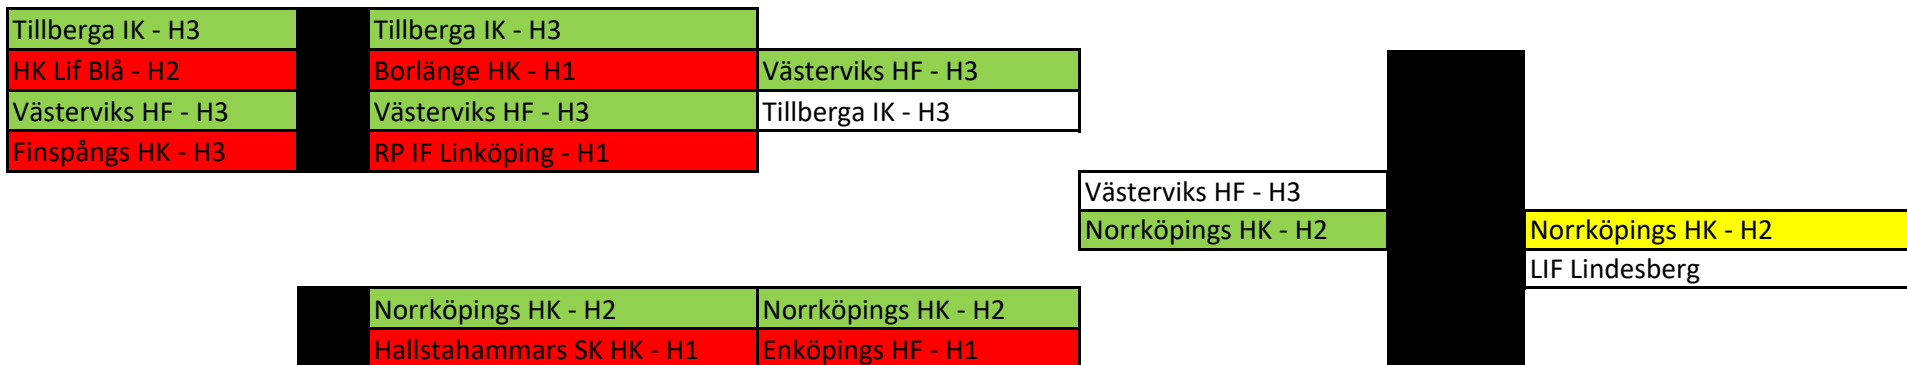 Tillberga IK - H3 Tillberga IK - H3
HK Lif Blå - H2 Borlänge HK - H1 Västerviks HF - H3
Västerviks HF - H3 Västerviks HF - H3 Tillberga IK - H3
Finspångs HK - H3 RP IF Linköping - H1
Västerviks HF - H3
Norrköpings HK - H2 Norrköpings HK - H2
LIF Lindesberg
Norrköpings HK - H2 Norrköpings HK - H2
Hallstahammars SK HK - H1 Enköpings HF - H1